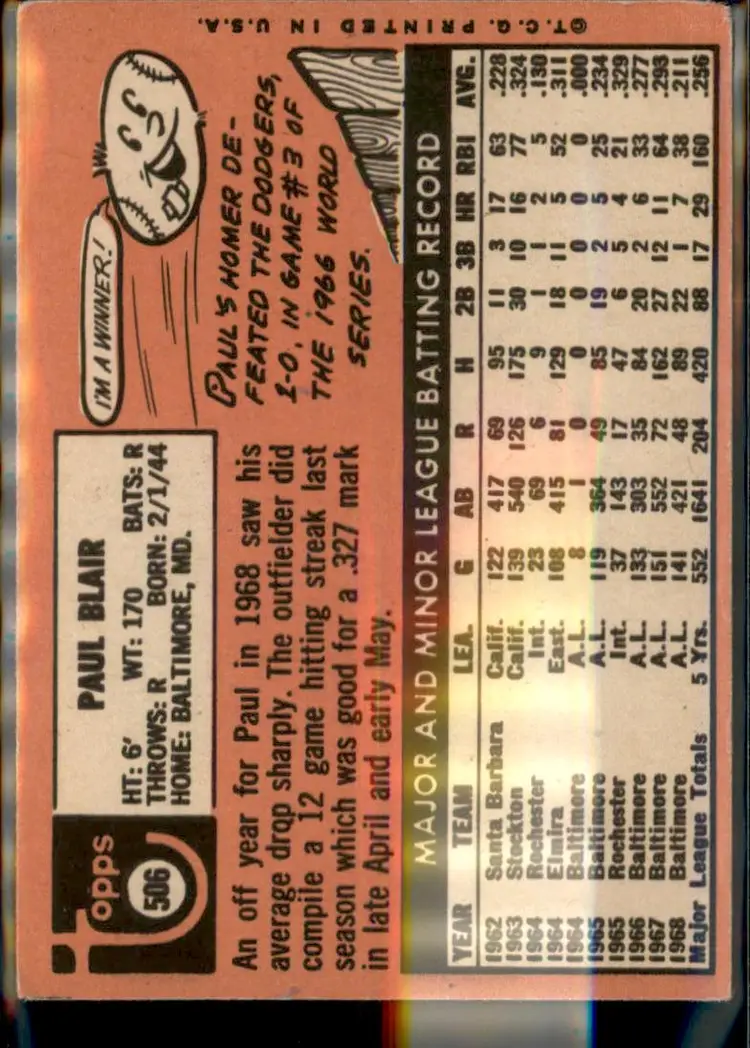 topps
506
PAUL BLAIR
HT: 6' WT: 170 BATS: R
THROWS: R BORN: 2/1/44
HOME: BALTIMORE, MD.
I'M A WINNER!
An off year for Paul in 1968 saw his
average drop sharply. The outfielder did
compile a 12 game hitting streak last
season which was good for a .327 mark
in late April and early May.
PAUL'S HOMER DE-
FEATED THE DODGERS,
1-0, IN GAME #3 OF
THE 1966 WORLD
SERIES.
MAJOR AND MINOR LEAGUE BATTING RECORD
YEAR TEAM LEA. G AB R H 2B 3B HR RBI AVG.
1962 Santa Barbara Calif. 122 417 69 95 11 3 17 63 .228
1963 Stockton Calif. 139 540 126 175 30 10 16 77 .324
1964 Rochester Int. 23 69 6 9 1 1 2 5 .130
1964 Elmira East. 108 415 81 129 18 11 5 52 .311
1964 Baltimore A.L. 8 1 0 0 0 0 0 0 .000
1965 Baltimore A.L. 119 364 49 85 19 2 5 25 .234
1965 Rochester Int. 37 143 17 47 6 5 4 21 .329
1966 Baltimore A.L. 133 303 35 84 20 2 6 33 .277
1967 Baltimore A.L. 151 552 72 162 27 12 11 64 .293
1968 Baltimore A.L. 141 421 48 89 22 1 7 38 .211
Major League Totals 5 Yrs. 552 1641 204 420 88 17 29 160 .256
©T.C.G. PRINTED IN U.S.A.